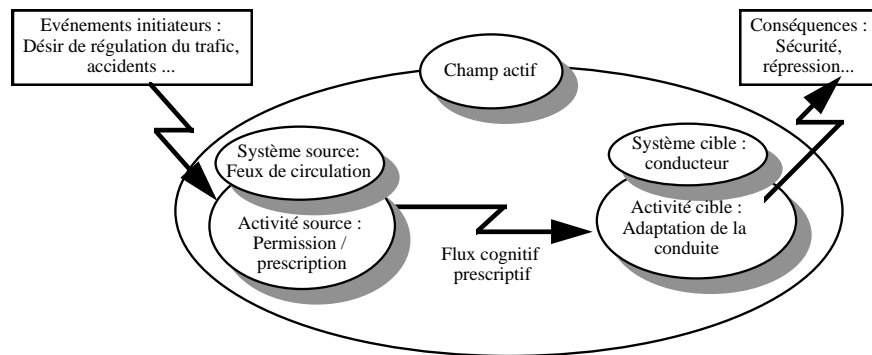 Evénements initiateurs :
Désir de régulation du trafic,
accidents ...
Conséquences :
Sécurité,
répression...
Champ actif
Système source:
Feux de circulation
Système cible :
conducteur
Activité source :
Permission /
prescription
Activité cible :
Adaptation de la
conduite
Flux cognitif
prescriptif